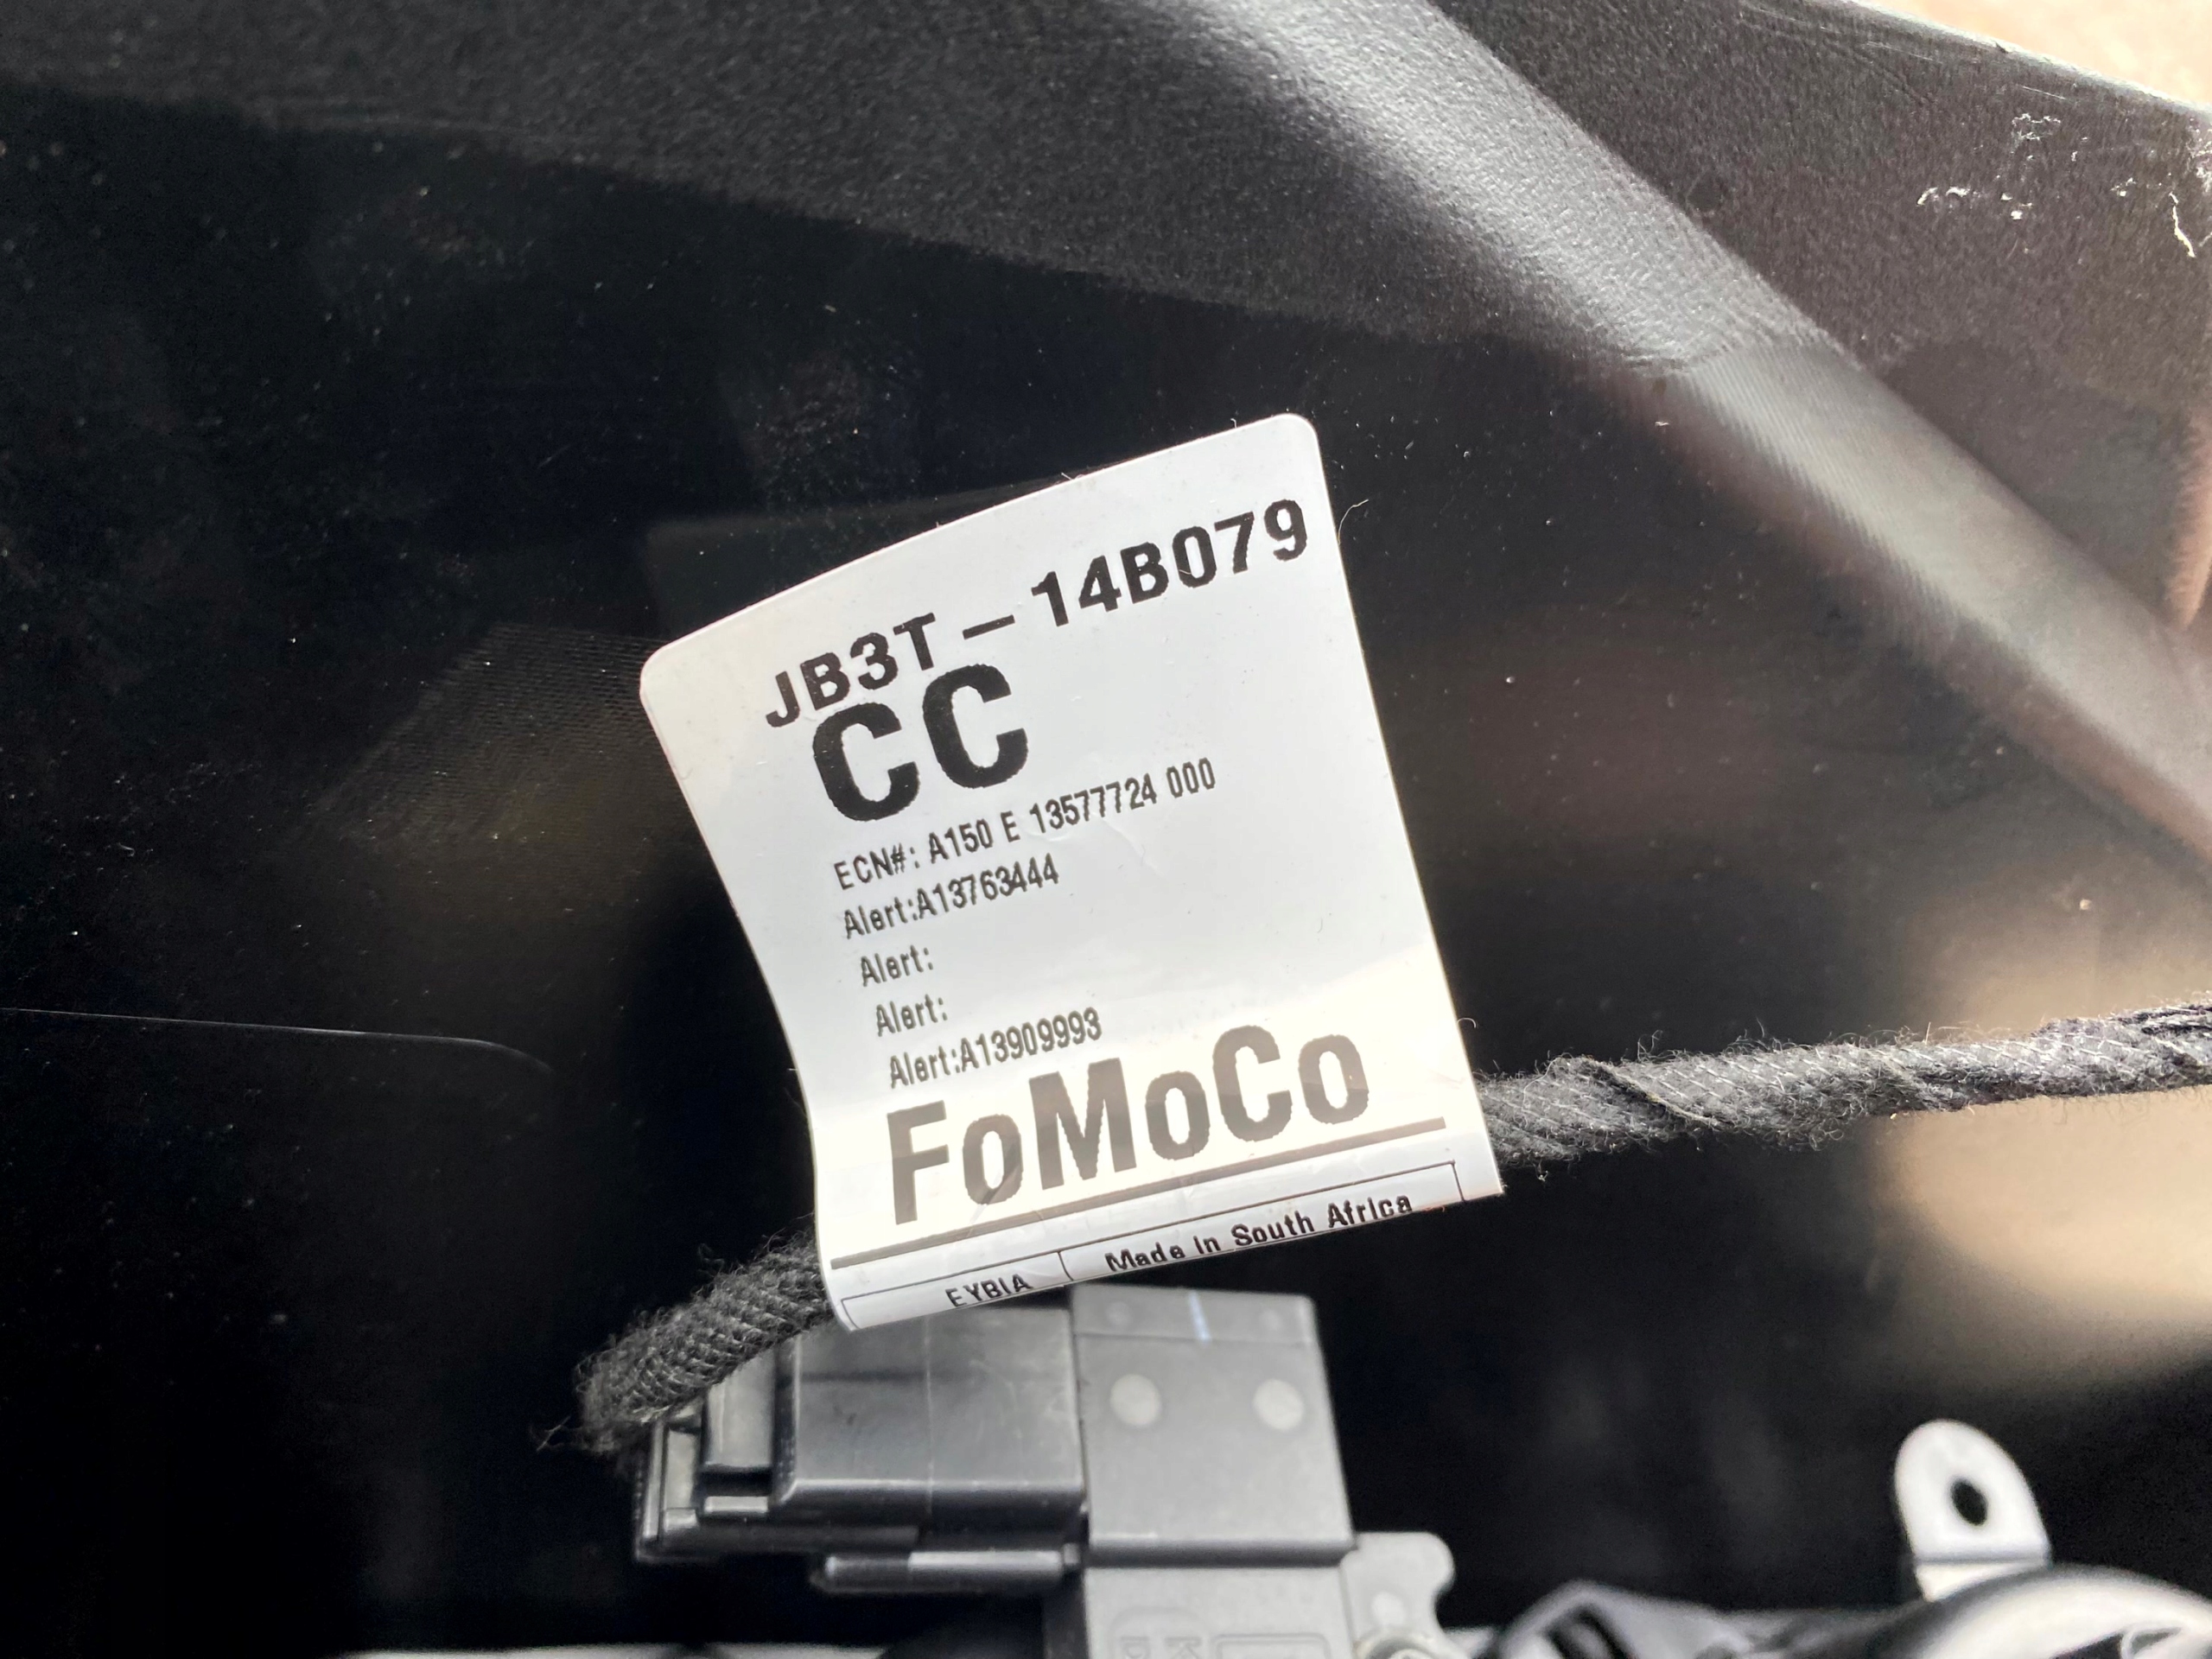 JB3T-14B079
CC
ECN#: A150 E 13577724 000
Alert:A13763444
Alert:
Alert:
Alert:A13909993
FoMoCo
EYBIA Made in South Africa